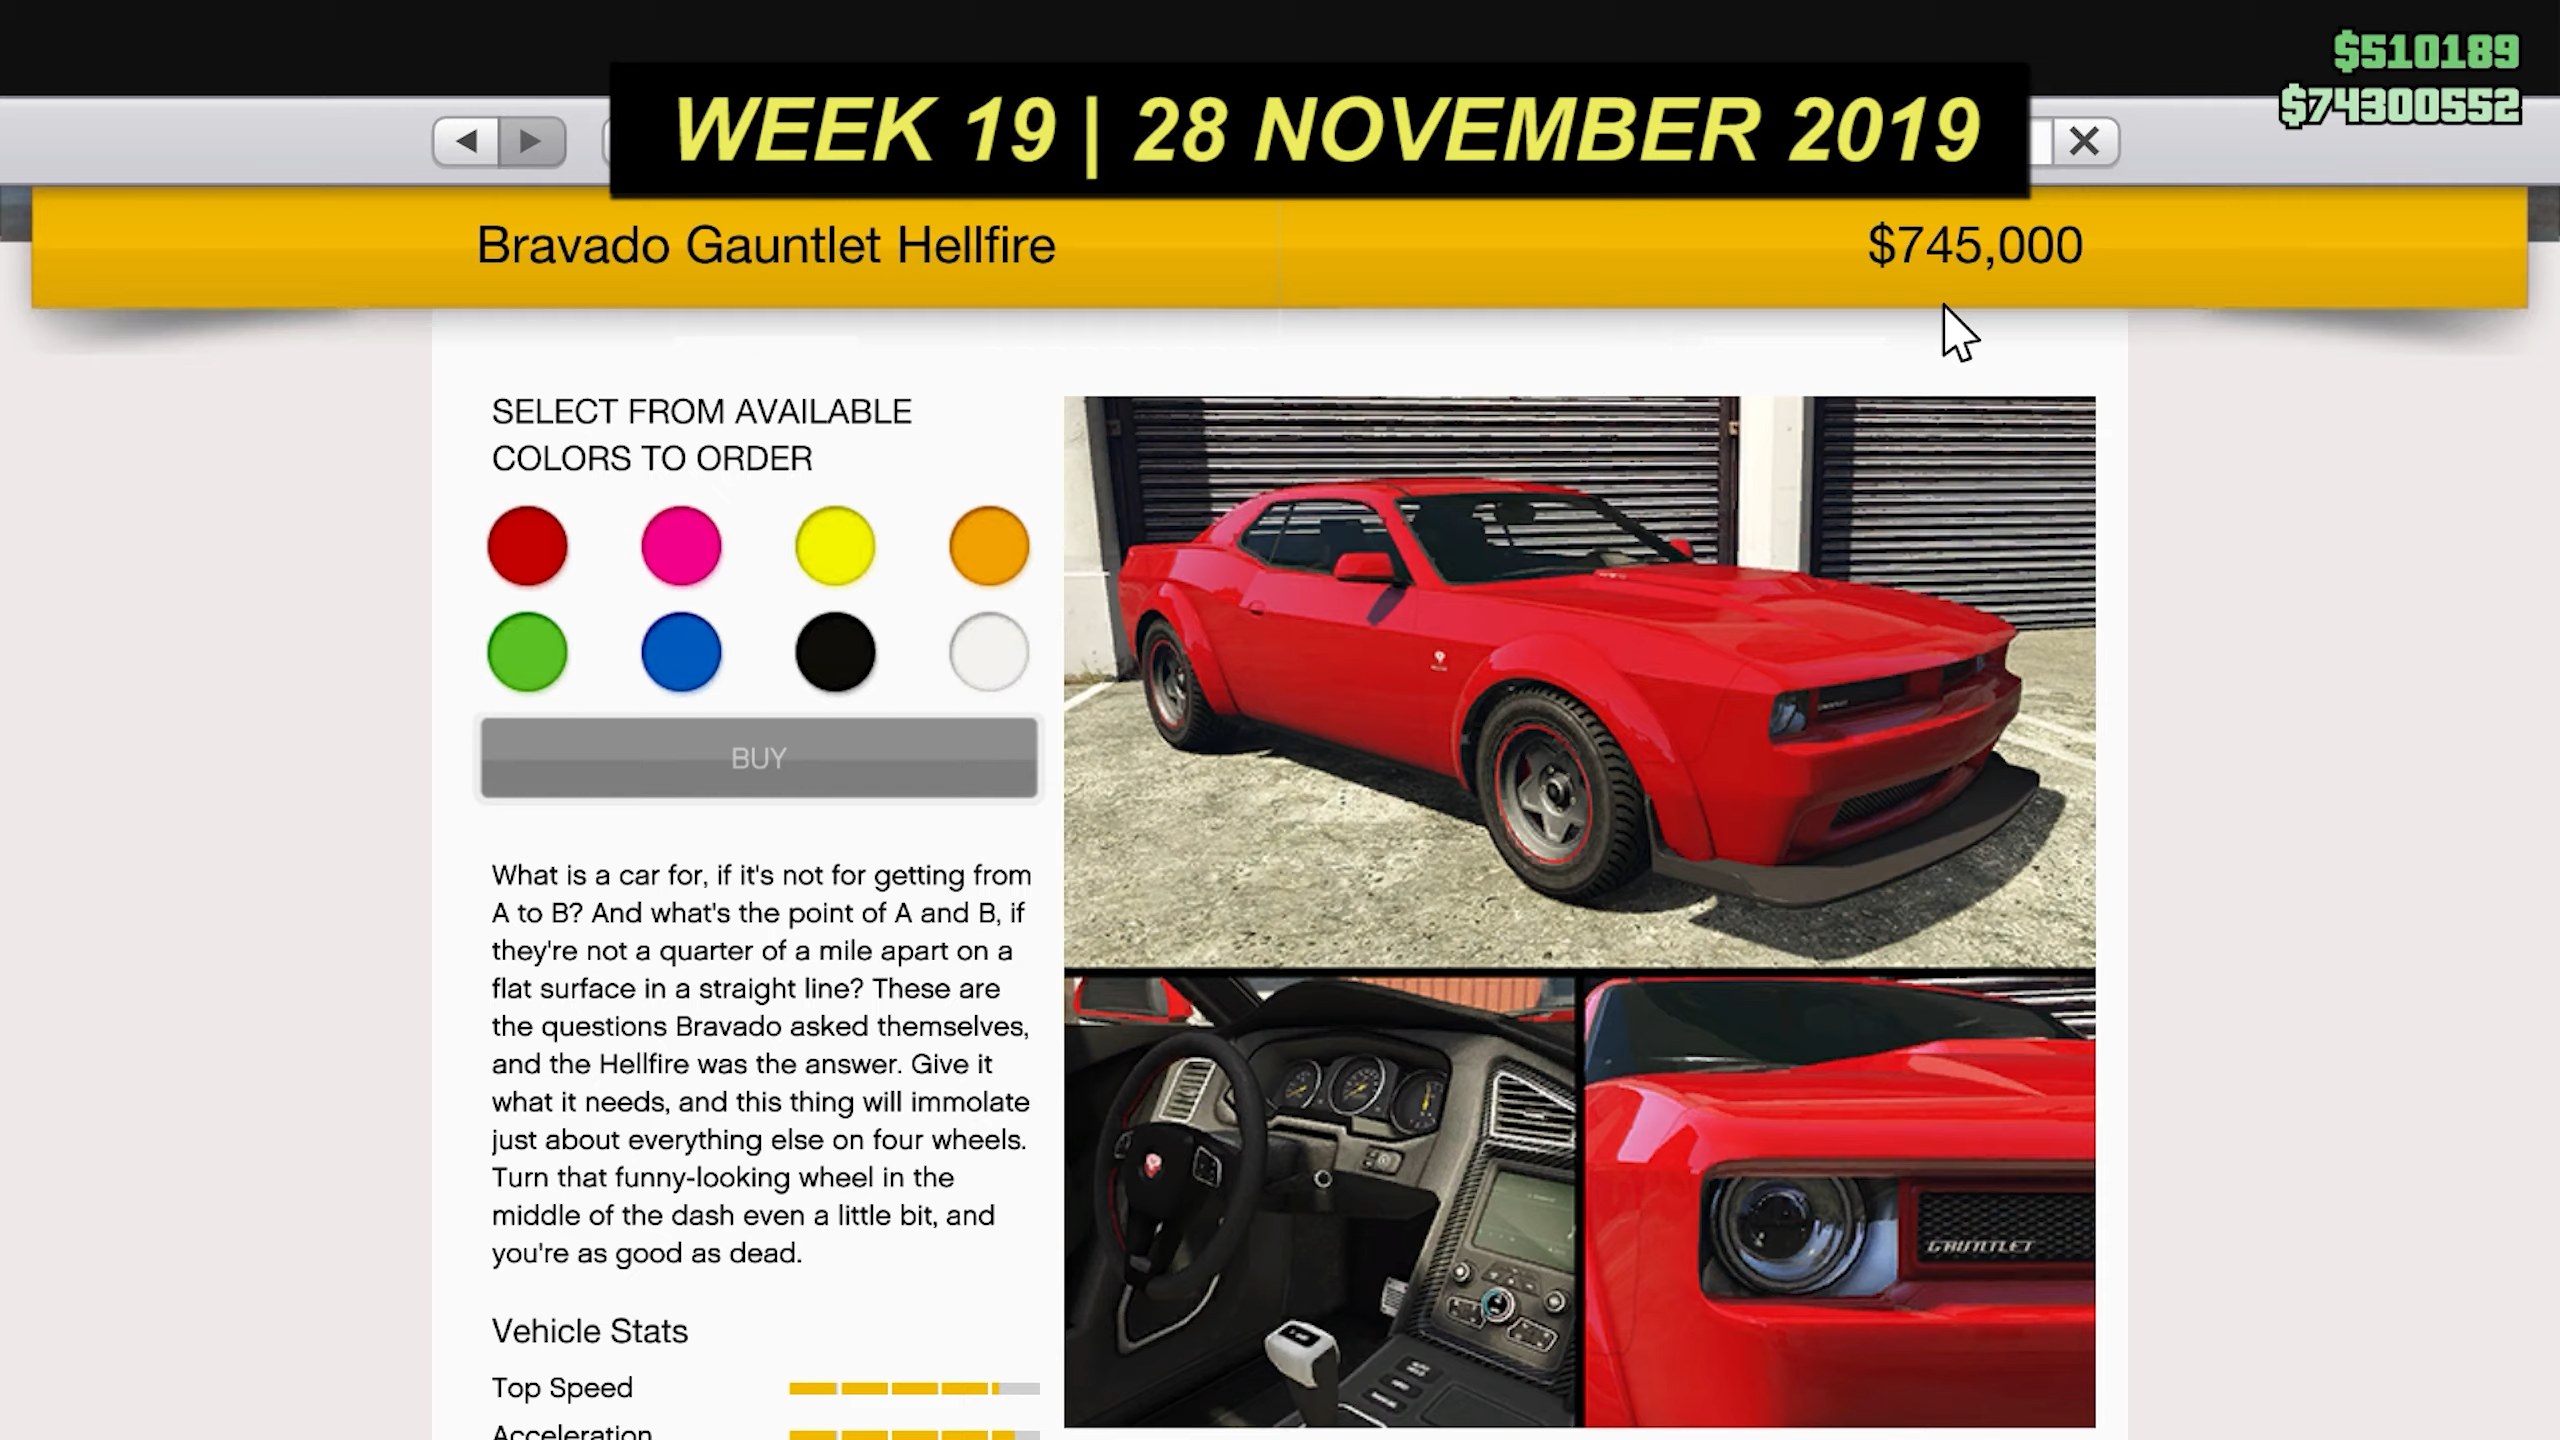 $510189
$74300552
WEEK 19 | 28 NOVEMBER 2019
Bravado Gauntlet Hellfire
$745,000
SELECT FROM AVAILABLE
COLORS TO ORDER
BUY
What is a car for, if it's not for getting from
A to B? And what's the point of A and B, if
they're not a quarter of a mile apart on a
flat surface in a straight line? These are
the questions Bravado asked themselves,
and the Hellfire was the answer. Give it
what it needs, and this thing will immolate
just about everything else on four wheels.
Turn that funny-looking wheel in the
middle of the dash even a little bit, and
you're as good as dead.
Vehicle Stats
Top Speed
Acceleration
GAUNTLET